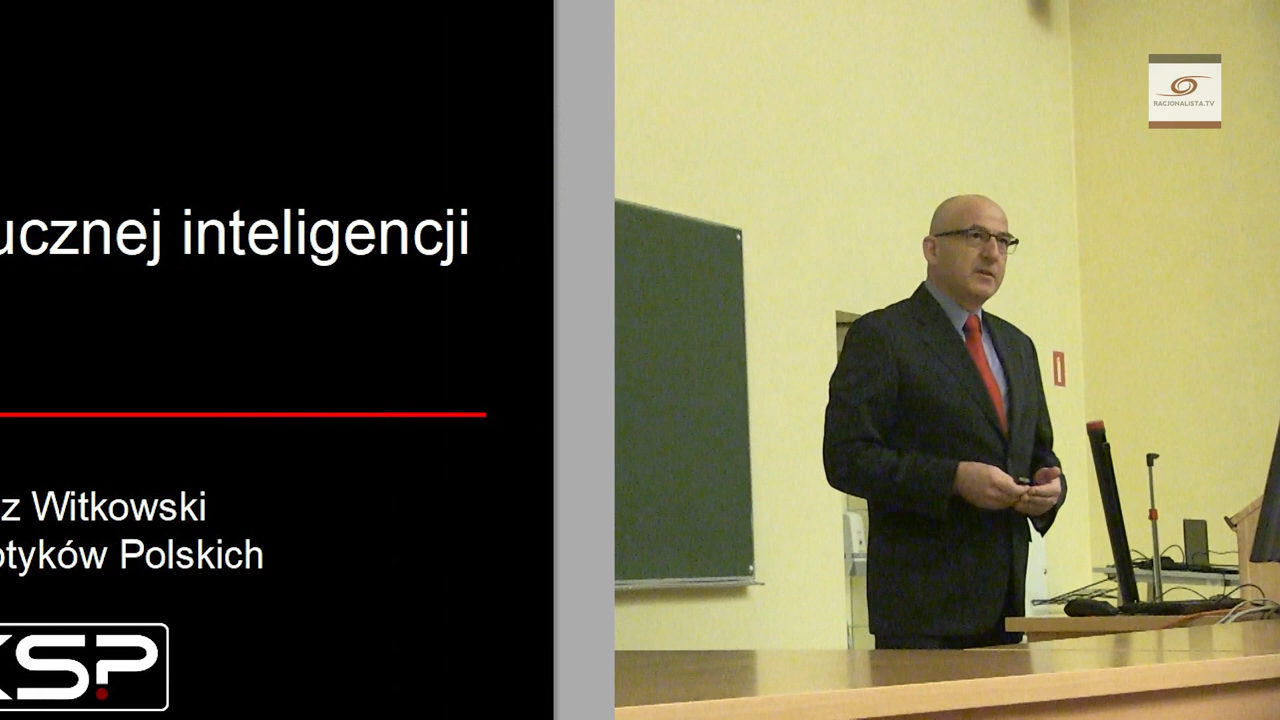 ucznej inteligencji
z Witkowski
otyków Polskich
KSP
RACJONALISTA.TV